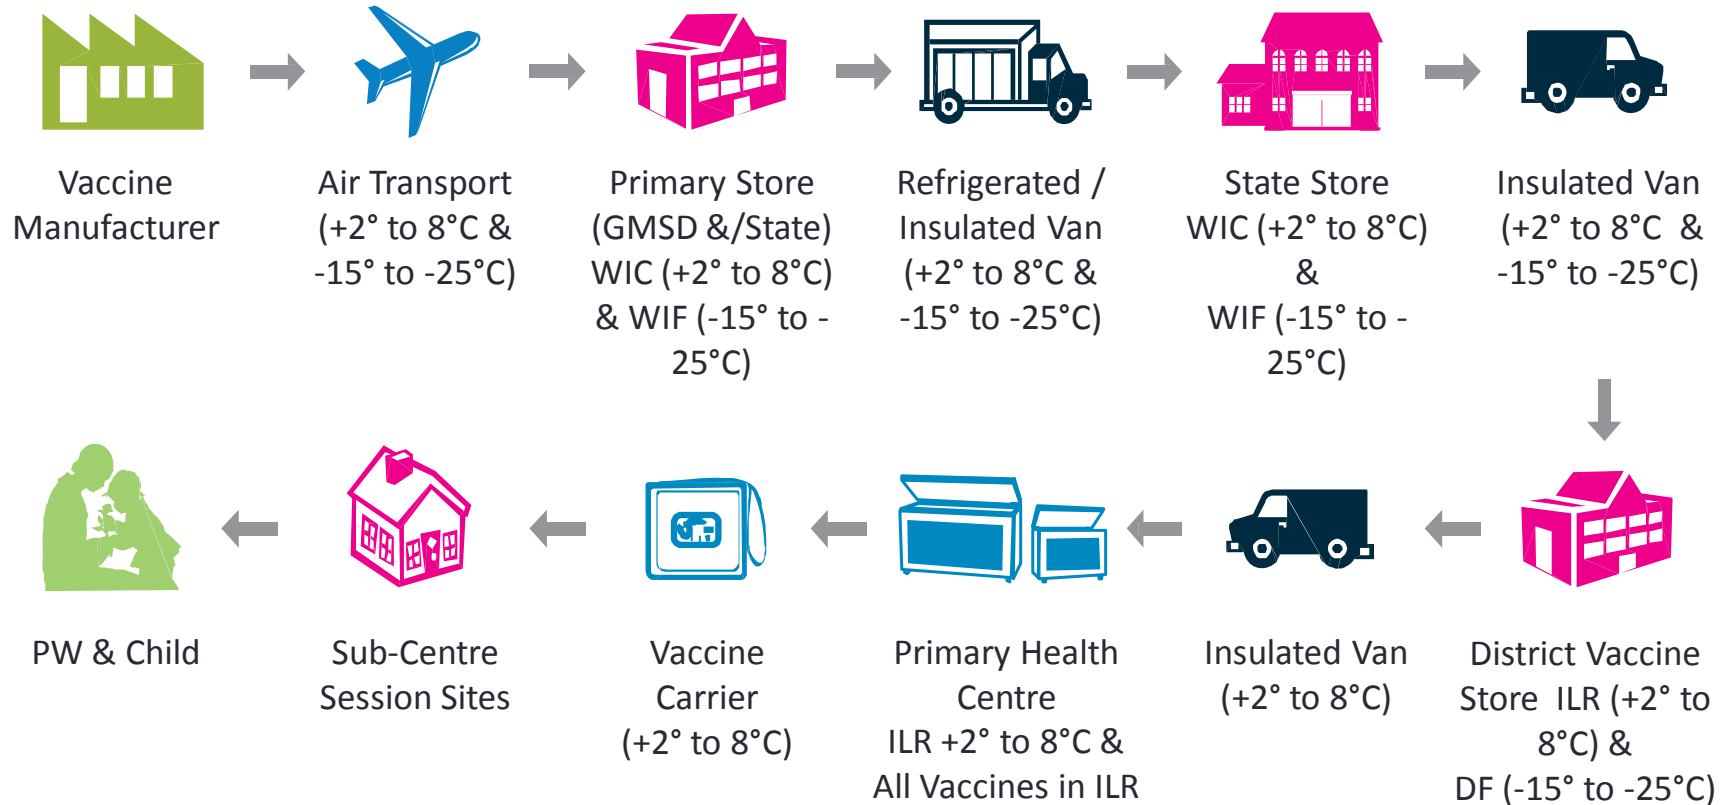 Vaccine
Manufacturer
Air Transport
(+2° to 8°C &
-15° to -25°C)
Primary Store
(GMSD &/State)
WIC (+2° to 8°C)
& WIF (-15° to -
25°C)
Refrigerated /
Insulated Van
(+2° to 8°C &
-15° to -25°C)
State Store
WIC (+2° to 8°C)
&
WIF (-15° to -
25°C)
Insulated Van
(+2° to 8°C &
-15° to -25°C)
PW & Child
Sub-Centre
Session Sites
Vaccine
Carrier
(+2° to 8°C)
Primary Health
Centre
ILR +2° to 8°C &
All Vaccines in ILR
Insulated Van
(+2° to 8°C)
District Vaccine
Store ILR (+2° to
8°C) &
DF (-15° to -25°C)